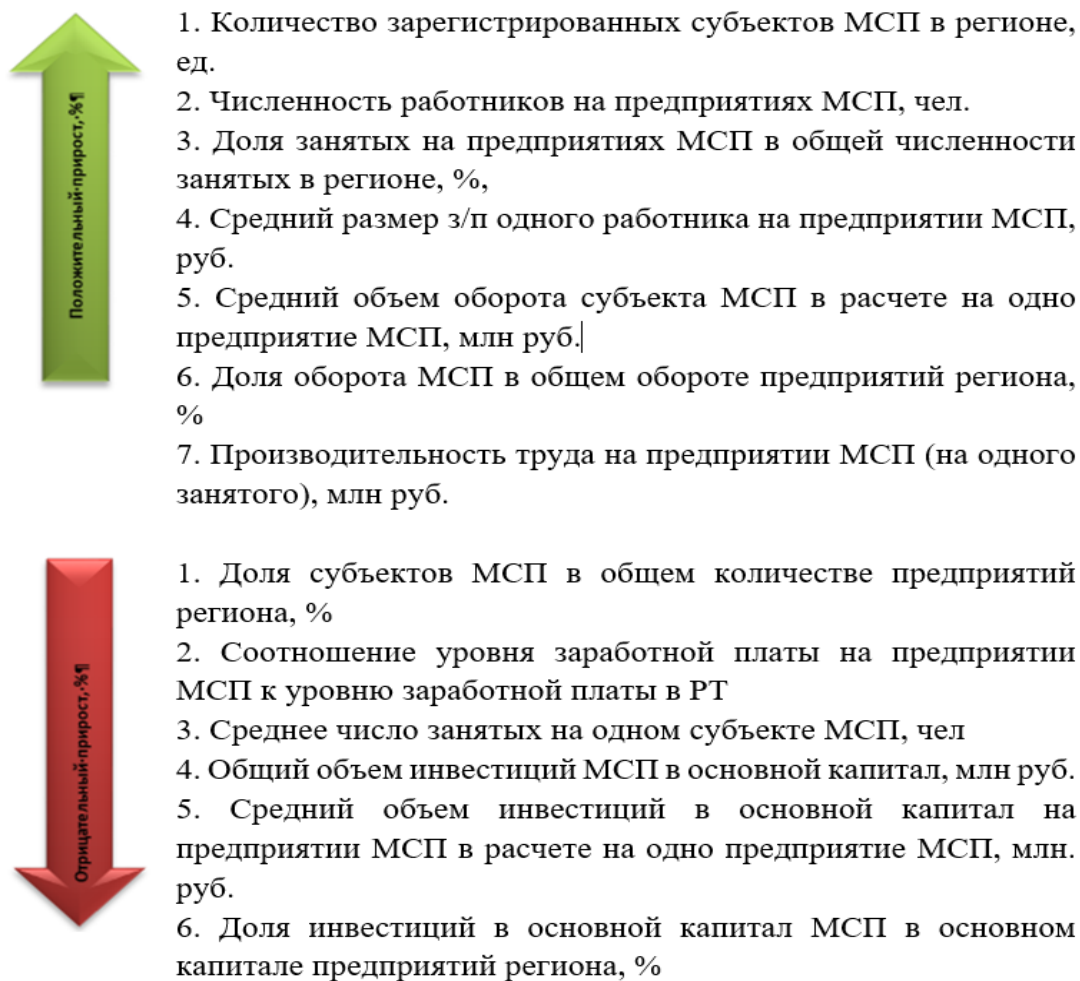 Положительный·прирост,·%¶
1. Количество зарегистрированных субъектов МСП в регионе,
ед.
2. Численность работников на предприятиях МСП, чел.
3. Доля занятых на предприятиях МСП в общей численности
занятых в регионе, %,
4. Средний размер з/п одного работника на предприятии МСП,
руб.
5. Средний объем оборота субъекта МСП в расчете на одно
предприятие МСП, млн руб.
6. Доля оборота МСП в общем обороте предприятий региона,
%
7. Производительность труда на предприятии МСП (на одного
занятого), млн руб.
Отрицательный·прирост,·%¶
1. Доля субъектов МСП в общем количестве предприятий
региона, %
2. Соотношение уровня заработной платы на предприятии
МСП к уровню заработной платы в РТ
3. Среднее число занятых на одном субъекте МСП, чел
4. Общий объем инвестиций МСП в основной капитал, млн руб.
5. Средний объем инвестиций в основной капитал на
предприятии МСП в расчете на одно предприятие МСП, млн.
руб.
6. Доля инвестиций в основной капитал МСП в основном
капитале предприятий региона, %